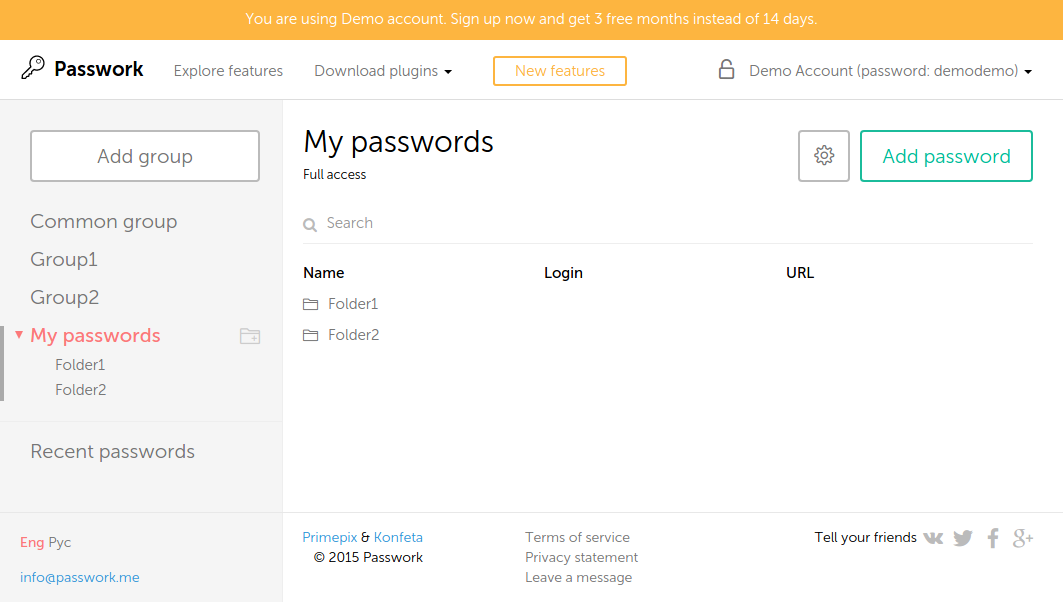 You are using Demo account. Sign up now and get 3 free months instead of 14 days.
Passwork
Explore features
Download plugins
New features
Demo Account (password: demodemo)
Add group
Common group
Group1
Group2
My passwords
Folder1
Folder2
Recent passwords
My passwords
Full access
Add password
Search
Name Login URL
Folder1
Folder2
Eng Рус
info@passwork.me
Primepix & Konfeta
© 2015 Passwork
Terms of service
Privacy statement
Leave a message
Tell your friends